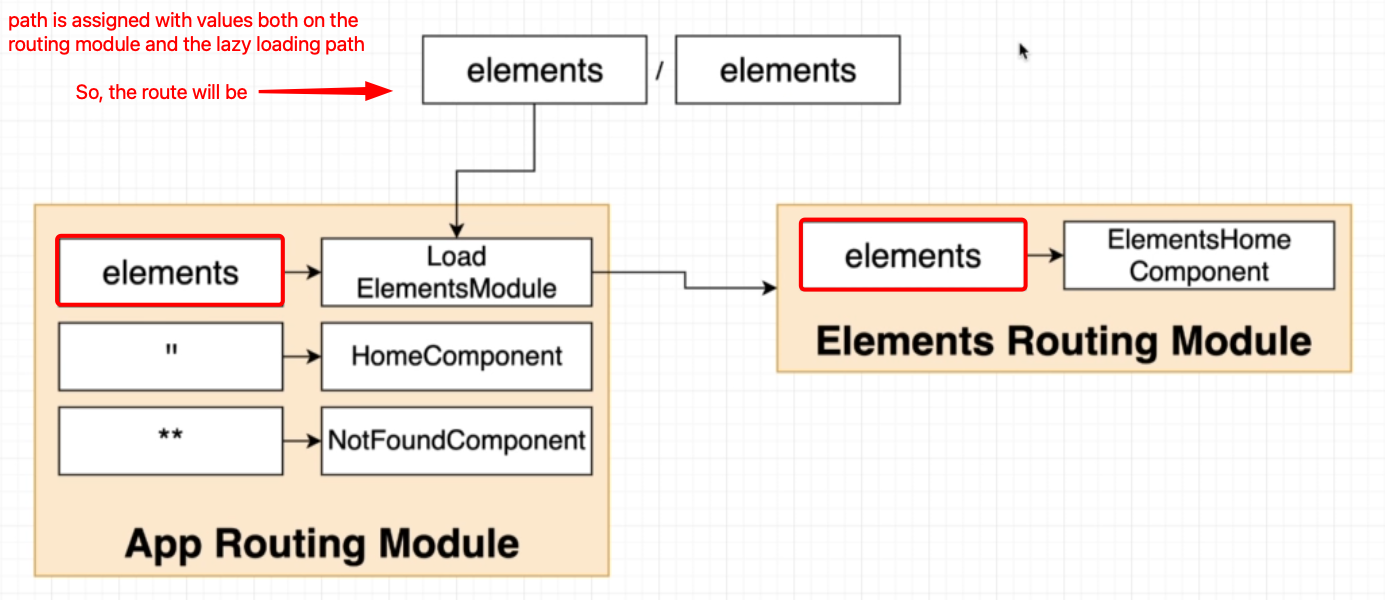 path is assigned with values both on the
routing module and the lazy loading path
So, the route will be
elements / elements
elements
Load
ElementsModule
"
HomeComponent
**
NotFoundComponent
App Routing Module
elements
ElementsHome
Component
Elements Routing Module